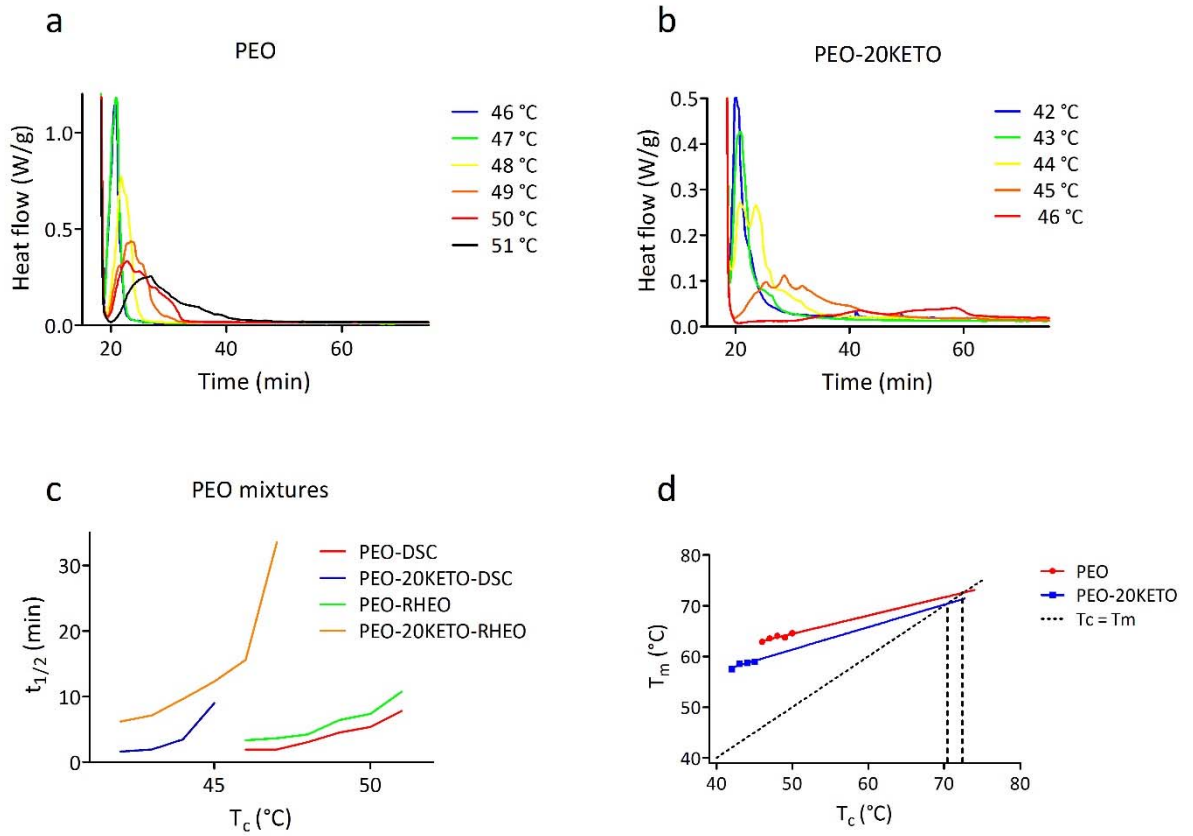 a
PEO
Heat flow (W/g)
1.0
0.5
0.0
20
40
60
Time (min)
46 °C
47 °C
48 °C
49 °C
50 °C
51 °C
b
PEO-20KETO
Heat flow (W/g)
0.5
0.4
0.3
0.2
0.1
0.0
20
40
60
Time (min)
42 °C
43 °C
44 °C
45 °C
46 °C
c
PEO mixtures
t1/2 (min)
30
20
10
0
45
50
Tc (°C)
PEO-DSC
PEO-20KETO-DSC
PEO-RHEO
PEO-20KETO-RHEO
d
Tm (°C)
80
70
60
50
40
40
50
60
70
80
Tc (°C)
PEO
PEO-20KETO
Tc = Tm